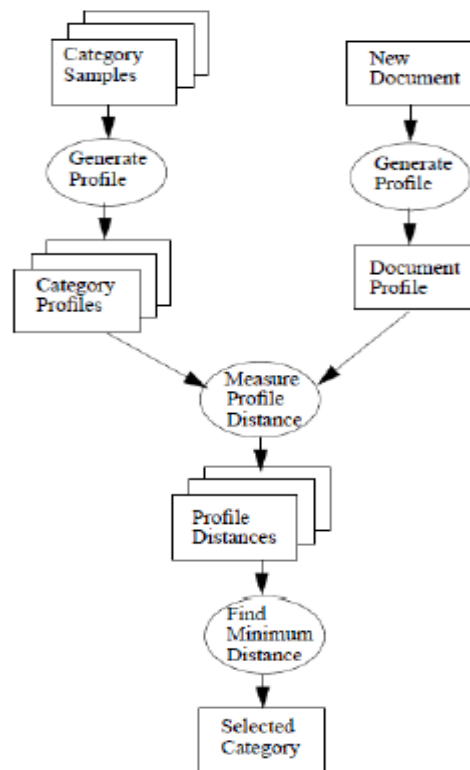 Category
Samples
New
Document
Generate
Profile
Generate
Profile
Category
Profiles
Document
Profile
Measure
Profile
Distance
Profile
Distances
Find
Minimum
Distance
Selected
Category